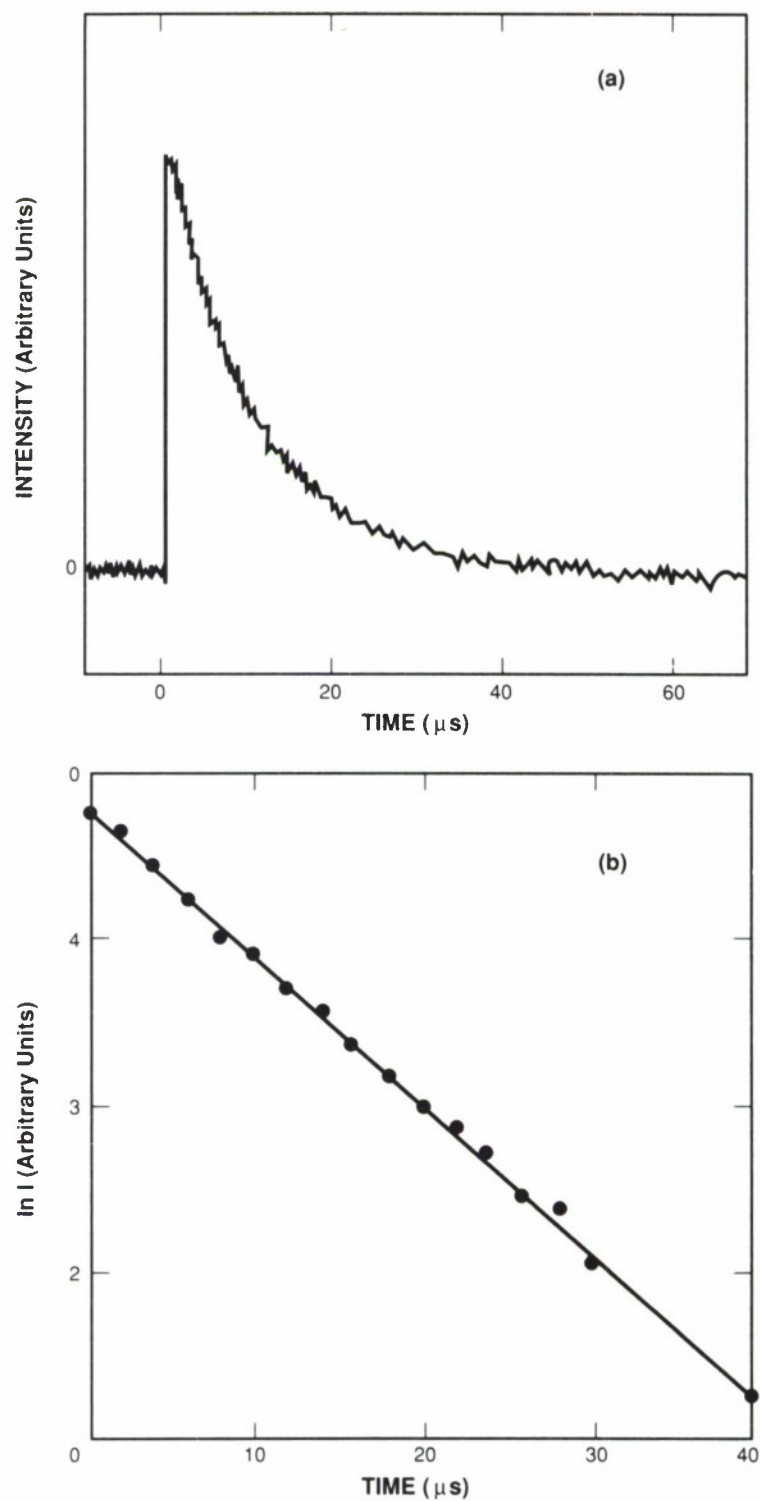 (a)
INTENSITY (Arbitrary Units)
0
0 20 40 60
TIME (μs)
0
(b)
4
3
2
ln I (Arbitrary Units)
0 10 20 30 40
TIME (μs)